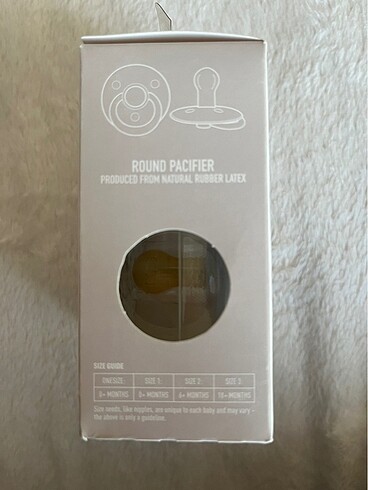 ROUND PACIFIER
PRODUCED FROM NATURAL RUBBER LATEX
SIZE GUIDE
ONE SIZE: SIZE 1: SIZE 2: SIZE 3:
0+ MONTHS 0+ MONTHS 6+ MONTHS 18+ MONTHS
Size needs, like nipples, are unique to each baby and may vary -
the above is only a guideline.